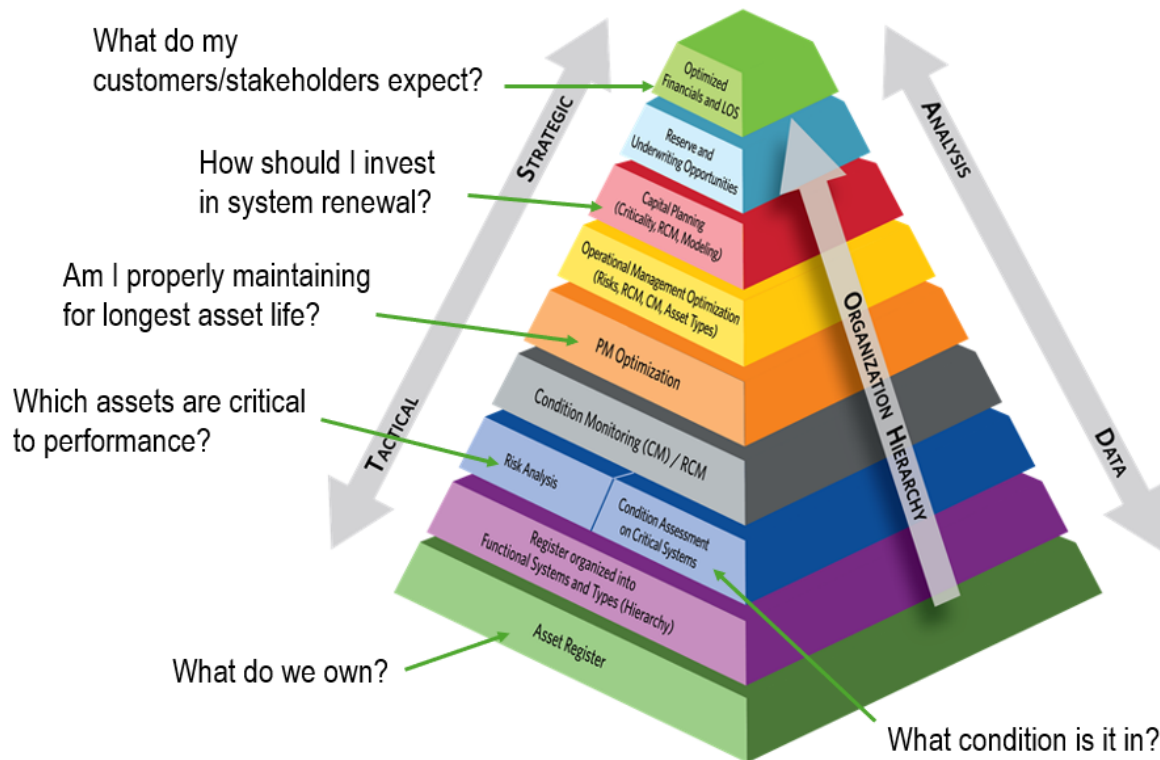 What do my
customers/stakeholders expect?
How should I invest
in system renewal?
Am I properly maintaining
for longest asset life?
Which assets are critical
to performance?
What do we own?
What condition is it in?
STRATEGIC
TACTICAL
ANALYSIS
DATA
ORGANIZATION HIERARCHY
Optimized
Financials and LOS
Reserve and
Underwriting Opportunities
Capital Planning
(Criticality, RCM, Modeling)
Operational Management Optimization
(Risks, RCM, CM, Asset Types)
PM Optimization
Condition Monitoring (CM) / RCM
Risk Analysis
Condition Assessment
on Critical Systems
Register organized into
Functional Systems and Types (Hierarchy)
Asset Register